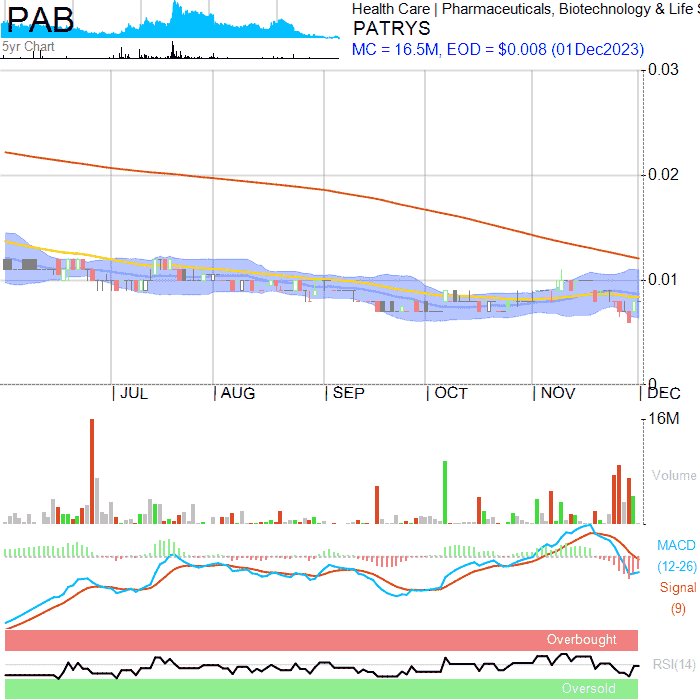 PAB
5yr Chart
Health Care | Pharmaceuticals, Biotechnology & Life S
PATRYS
MC = 16.5M, EOD = $0.008 (01Dec2023)
0.03
0.02
0.01
0
JUL AUG SEP OCT NOV DEC
16M
Volume
MACD
(12-26)
Signal
(9)
Overbought
RSI(14)
Oversold